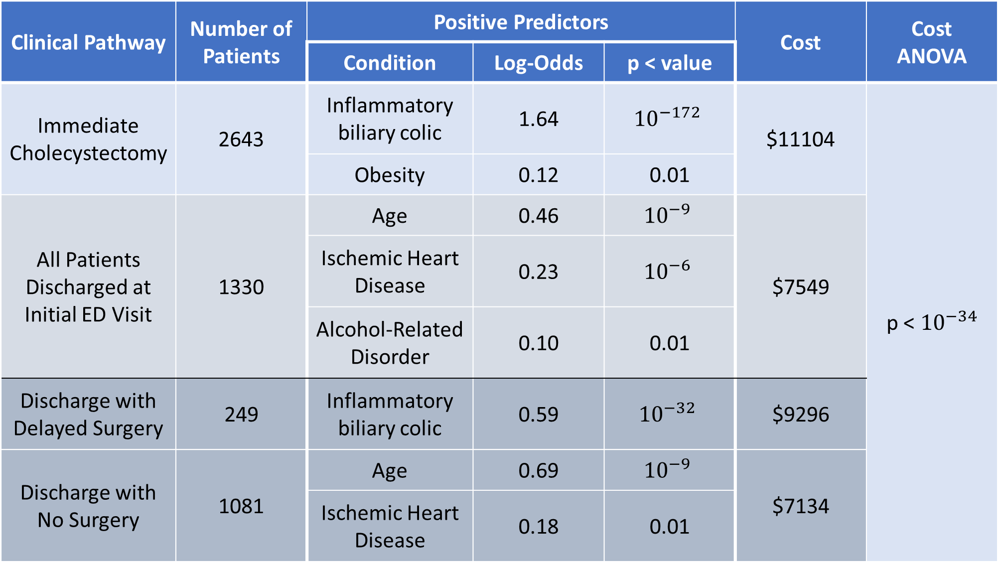 Clinical Pathway
Number of
Patients
Positive Predictors
Condition
Log-Odds
p < value
Cost
Cost
ANOVA
Immediate
Cholecystectomy
2643
Inflammatory
biliary colic
1.64
10⁻¹⁷²
Obesity
0.12
0.01
$11104
All Patients
Discharged at
Initial ED Visit
1330
Age
0.46
10⁻⁹
Ischemic Heart
Disease
0.23
10⁻⁶
Alcohol-Related
Disorder
0.10
0.01
$7549
p < 10⁻³⁴
Discharge with
Delayed Surgery
249
Inflammatory
biliary colic
0.59
10⁻³²
$9296
Discharge with
No Surgery
1081
Age
0.69
10⁻⁹
Ischemic Heart
Disease
0.18
0.01
$7134